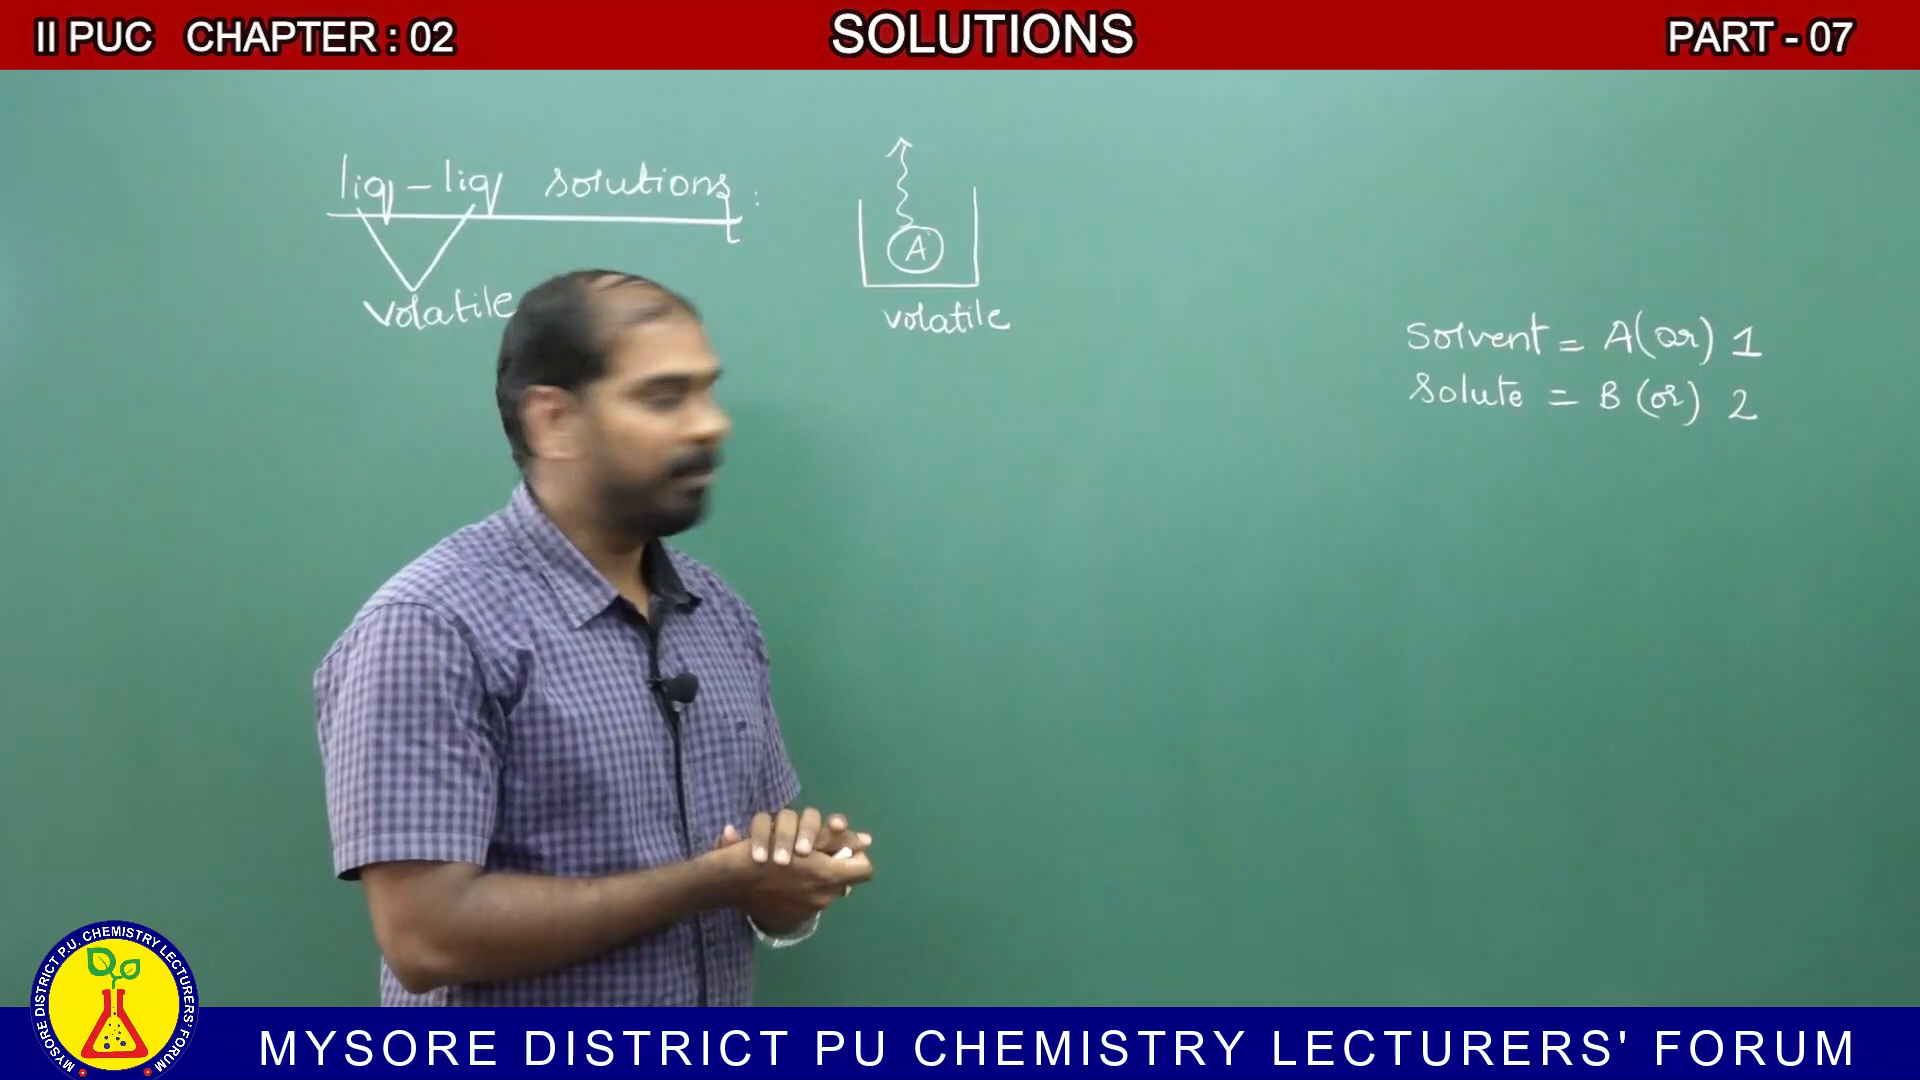 II PUC CHAPTER : 02
SOLUTIONS
PART - 07
liq - liq solutions :
volatile
A
volatile
Solvent = A (or) 1
Solute = B (or) 2
MYSORE DISTRICT P.U. CHEMISTRY LECTURERS' FORUM
MYSORE DISTRICT PU CHEMISTRY LECTURERS' FORUM